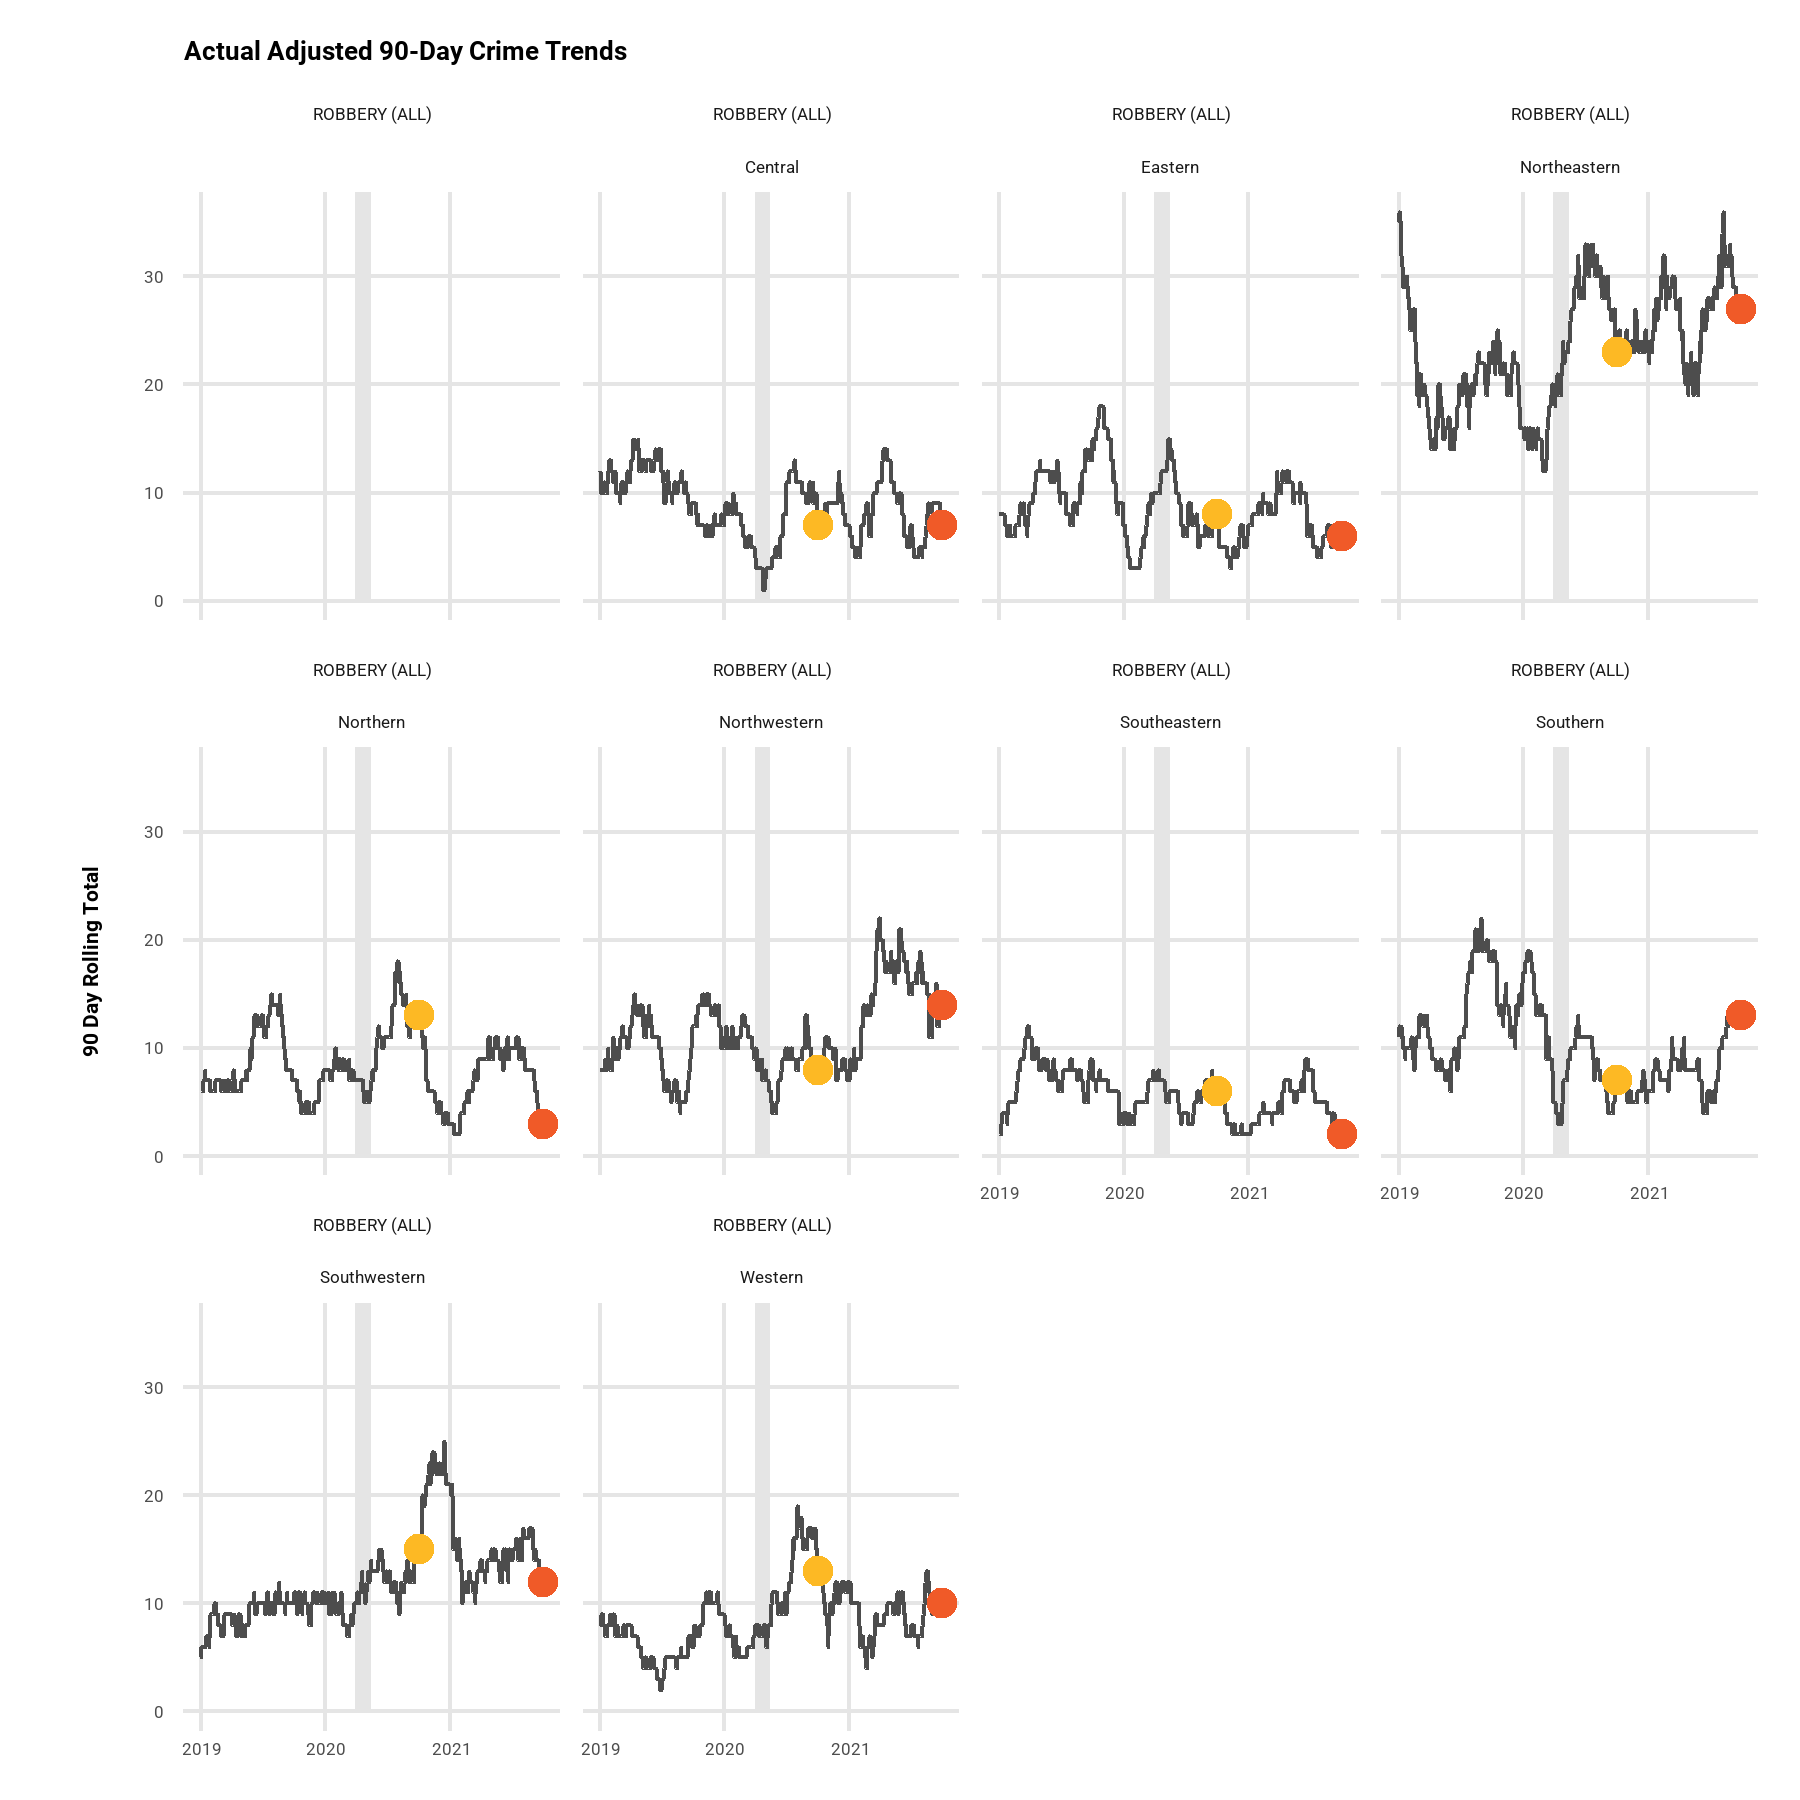 Actual Adjusted 90-Day Crime Trends
ROBBERY (ALL) ROBBERY (ALL) ROBBERY (ALL) ROBBERY (ALL)
Central Eastern Northeastern
30
20
10
0
ROBBERY (ALL) ROBBERY (ALL) ROBBERY (ALL) ROBBERY (ALL)
Northern Northwestern Southeastern Southern
90 Day Rolling Total
30
20
10
0
2019 2020 2021 2019 2020 2021
ROBBERY (ALL) ROBBERY (ALL)
Southwestern Western
30
20
10
0
2019 2020 2021 2019 2020 2021